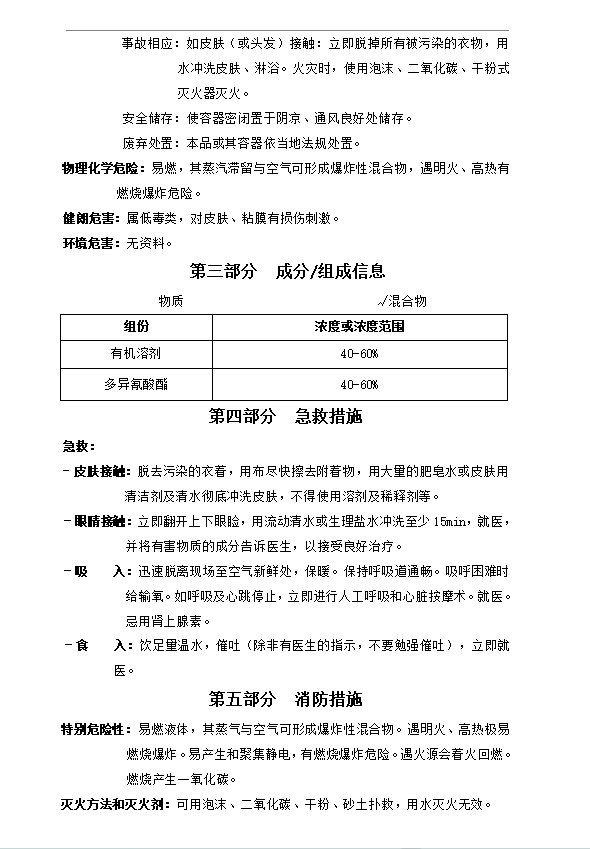 事故相应：如皮肤（或头发）接触：立即脱掉所有被污染的衣物，用
水冲洗皮肤、淋浴。火灾时，使用泡沫、二氧化碳、干粉式
灭火器灭火。
安全储存：使容器密闭置于阴凉、通风良好处储存。
废弃处置：本品或其容器依当地法规处置。
物理化学危险：易燃，其蒸汽滞留与空气可形成爆炸性混合物，遇明火、高热有
燃烧爆炸危险。
健朗危害：属低毒类，对皮肤、粘膜有损伤刺激。
环境危害：无资料。
第三部分 成分/组成信息
物质 √混合物
组份 浓度或浓度范围
有机溶剂 40-60%
多异氰酸酯 40-60%
第四部分 急救措施
急救：
-皮肤接触：脱去污染的衣着，用布尽快擦去附着物，用大量的肥皂水或皮肤用
清洁剂及清水彻底冲洗皮肤，不得使用溶剂及稀释剂等。
-眼睛接触：立即翻开上下眼睑，用流动清水或生理盐水冲洗至少15min，就医，
并将有害物质的成分告诉医生，以接受良好治疗。
-吸 入：迅速脱离现场至空气新鲜处，保暖。保持呼吸道通畅。吸呼困难时
给输氧。如呼吸及心跳停止，立即进行人工呼吸和心脏按摩术。就医。
忌用肾上腺素。
-食 入：饮足量温水，催吐（除非有医生的指示，不要勉强催吐），立即就
医。
第五部分 消防措施
特别危险性：易燃液体，其蒸气与空气可形成爆炸性混合物。遇明火、高热极易
燃烧爆炸。易产生和聚集静电，有燃烧爆炸危险。遇火源会着火回燃。
燃烧产生一氧化碳。
灭火方法和灭火剂：可用泡沫、二氧化碳、干粉、砂土扑救，用水灭火无效。